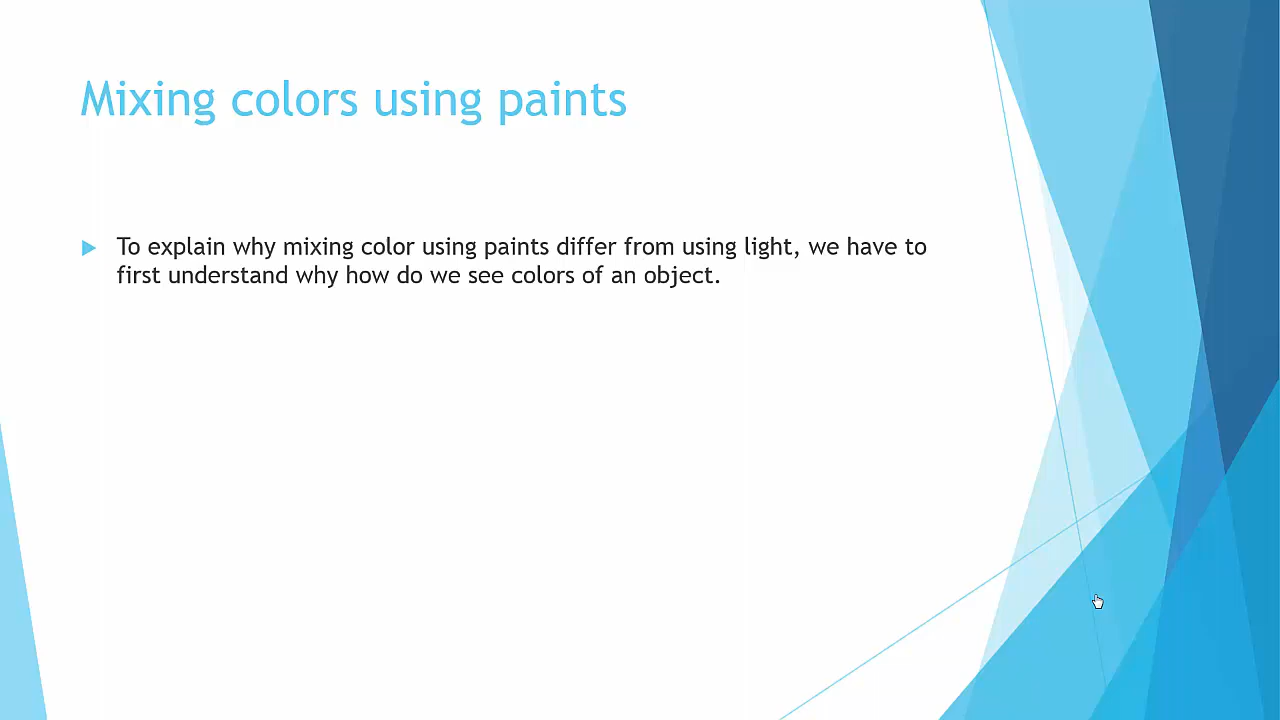 Mixing colors using paints
To explain why mixing color using paints differ from using light, we have to
first understand why how do we see colors of an object.